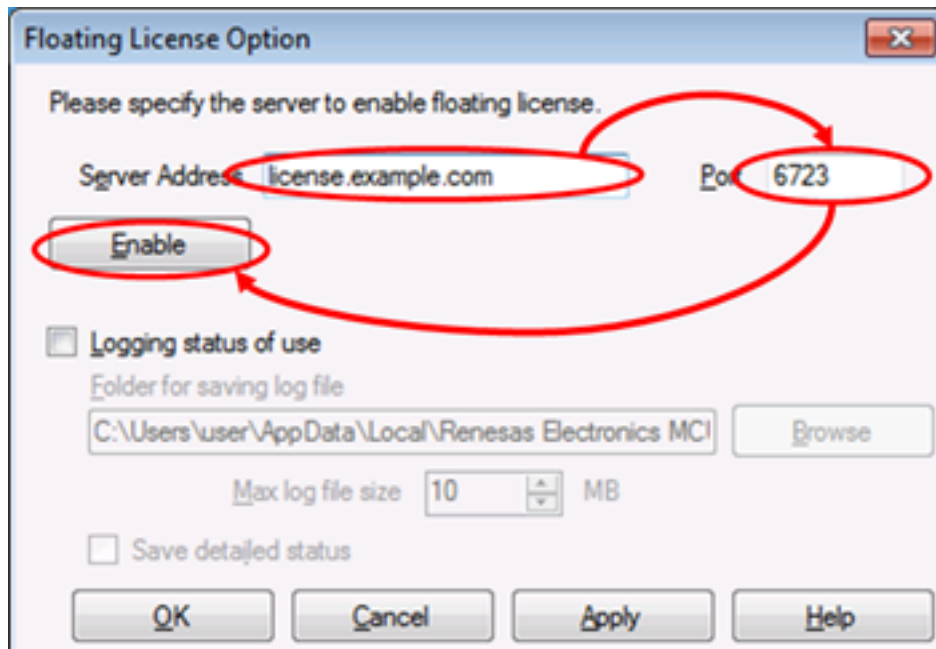 Floating License Option
Please specify the server to enable floating license.
Server Address license.example.com Port 6723
Enable
Logging status of use
Folder for saving log file
C:\Users\user\AppData\Local\Renesas Electronics MCU
Browse
Max log file size 10 MB
Save detailed status
OK Cancel Apply Help